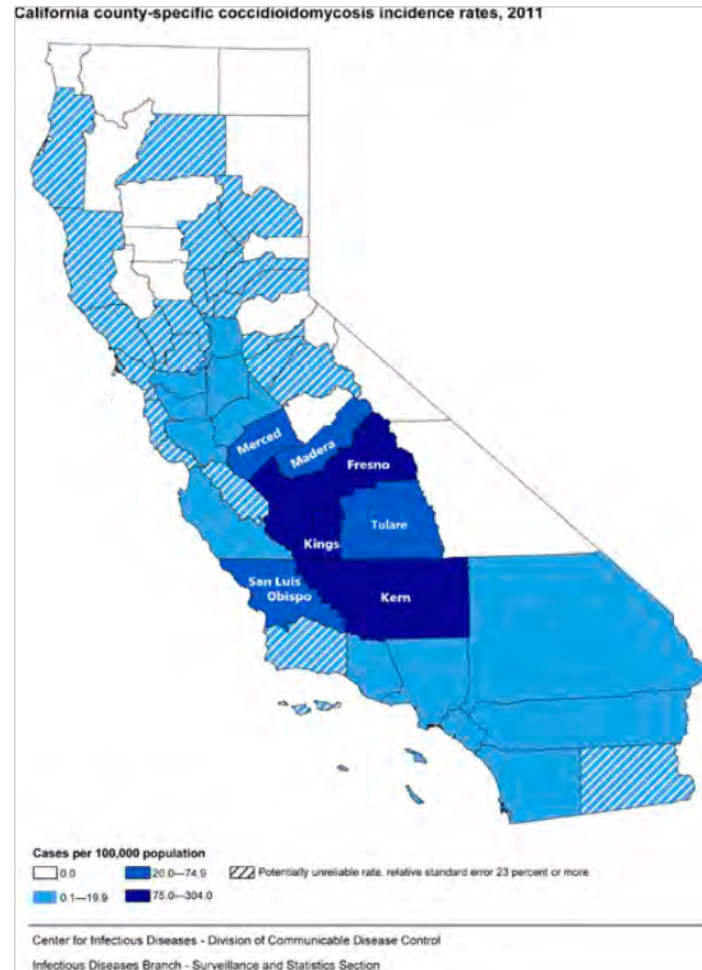 California county-specific coccidioidomycosis incidence rates, 2011
Merced
Madera
Fresno
Tulare
Kings
San Luis
Obispo
Kern
Cases per 100,000 population
0.0
20.0—74.9
Potentially unreliable rate, relative standard error 23 percent or more
0.1—19.9
75.0—304.0
Center for Infectious Diseases - Division of Communicable Disease Control
Infectious Diseases Branch - Surveillance and Statistics Section